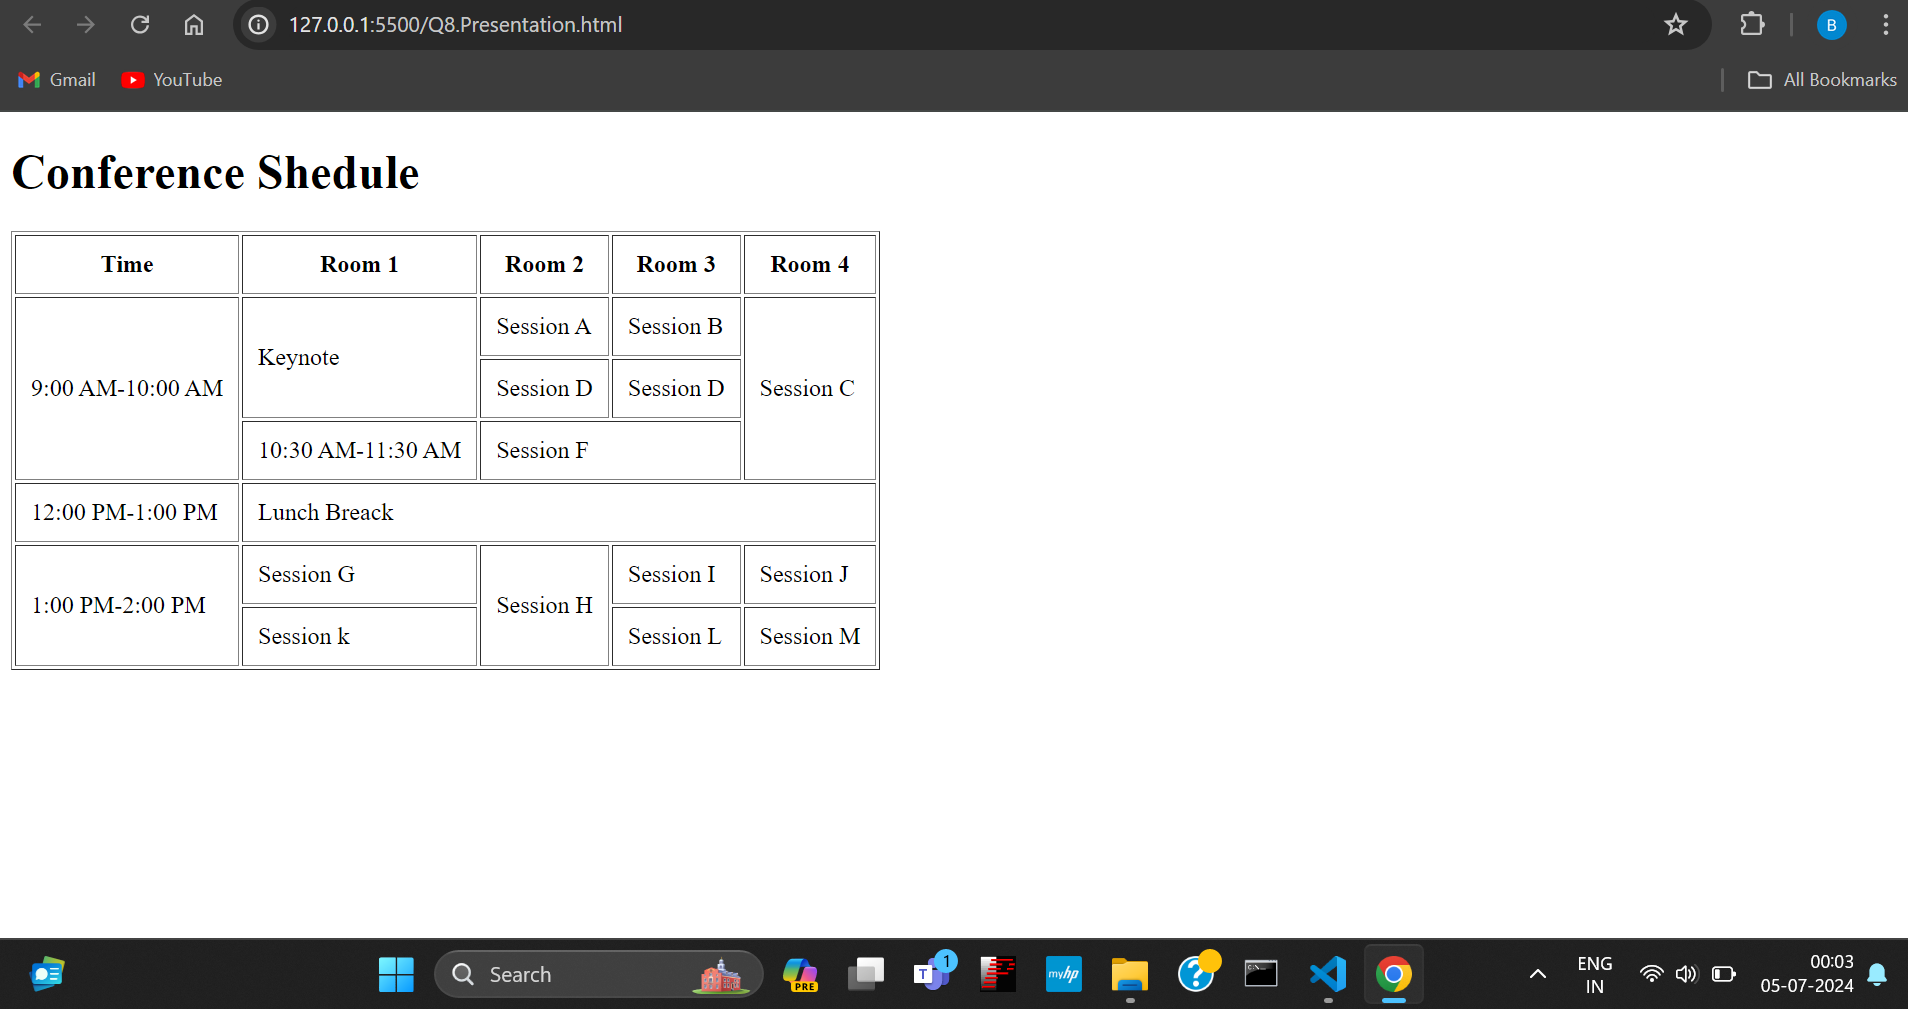 127.0.0.1:5500/Q8.Presentation.html
B
Gmail YouTube All Bookmarks
Conference Shedule
Time Room 1 Room 2 Room 3 Room 4
9:00 AM-10:00 AM Keynote Session A Session B Session C
Session D Session D
10:30 AM-11:30 AM Session F
12:00 PM-1:00 PM Lunch Breack
1:00 PM-2:00 PM Session G Session H Session I Session J
Session k Session L Session M
Search PRE T 1 myhp ? C:\ ENG 00:03
IN 05-07-2024